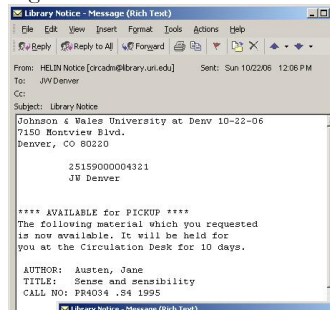 Library Notice - Message (Rich Text)
File Edit View Insert Format Tools Actions Help
Reply Reply to All Forward
From: HELIN Notice [circadm@library.uri.edu] Sent: Sun 10/22/06 12:06 PM
To: JWDenver
Cc:
Subject: Library Notice
Johnson & Wales University at Denv 10-22-06
7150 Montview Blvd.
Denver, CO 80220
25159000004321
JW Denver
**** AVAILABLE for PICKUP ****
The following material which you requested
is now available. It will be held for
you at the Circulation Desk for 10 days.
AUTHOR: Austen, Jane
TITLE: Sense and sensibility
CALL NO: PR4034 .S4 1995
Library Notice - Message (Rich Text)